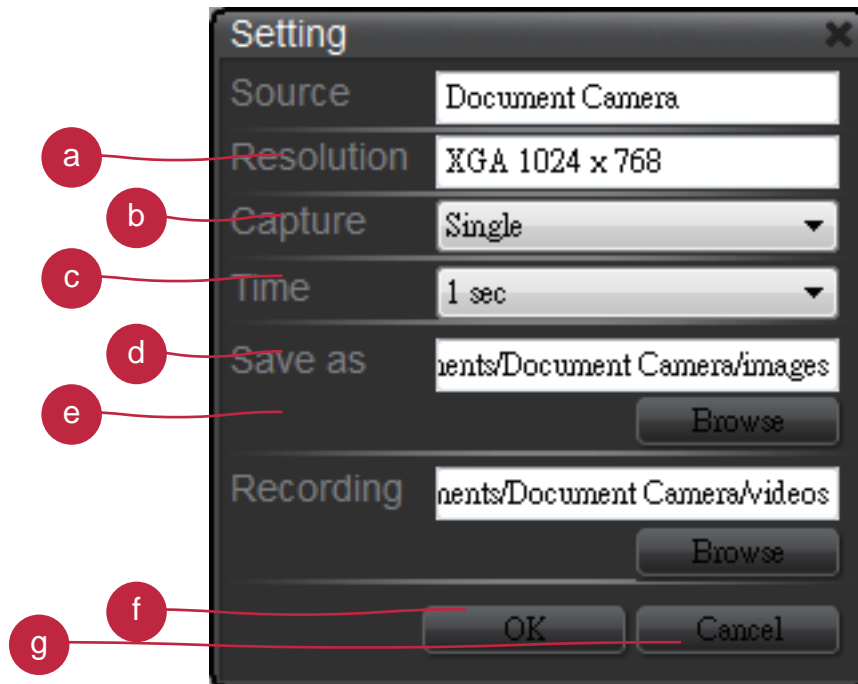 Setting
Source Document Camera
a Resolution XGA 1024 x 768
b Capture Single
c Time 1 sec
d Save as nents/Document Camera/images
e Browse
Recording nents/Document Camera/videos
Browse
f OK Cancel
g